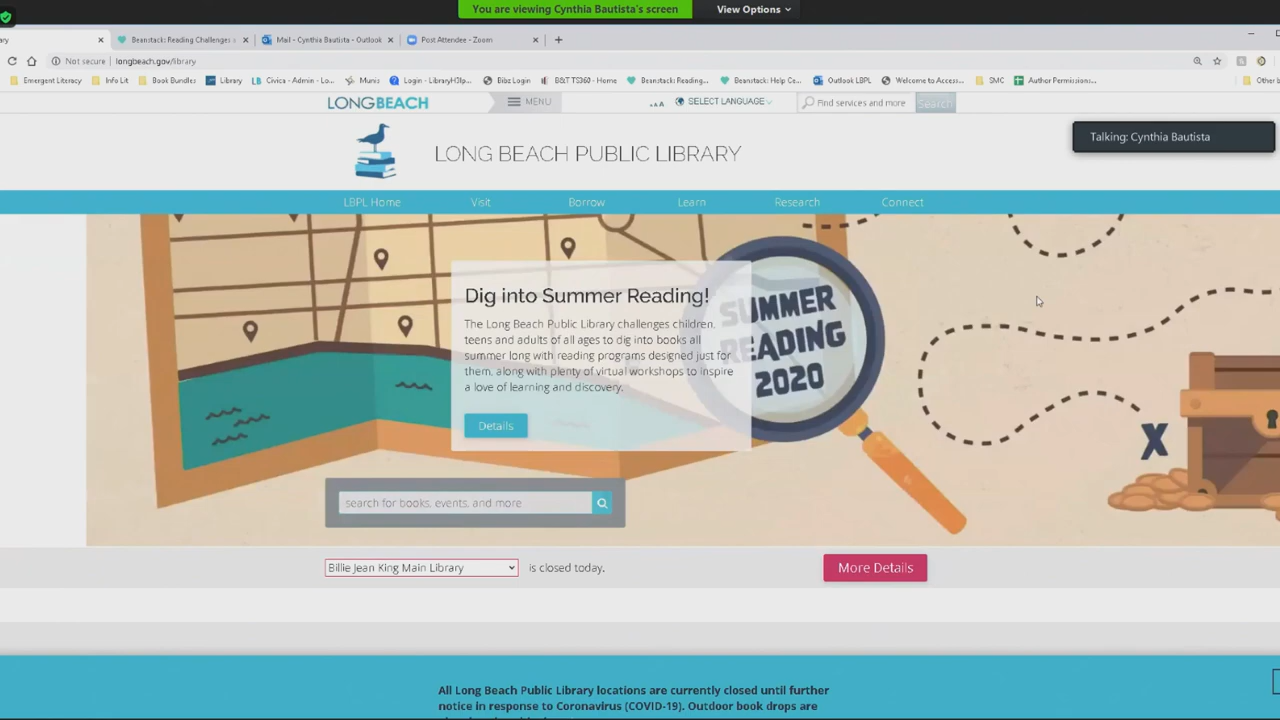 You are viewing Cynthia Bautista's screen
View Options
Beanstack: Reading Challenges
Mail - Cynthia Bautista - Outlook
Post Attendee - Zoom
Not secure | longbeach.gov/library
Emergent Literacy
Info Lit
Book Bundles
Library
Civica - Admin - Lo...
Munis
Login - LibraryH3lp...
Bibz Login
B&T TS360 - Home
Beanstack: Reading...
Beanstack: Help Ce...
Outlook LBPL
Welcome to Access...
SMC
Author Permissions...
LONGBEACH
MENU
AAA
SELECT LANGUAGE
Find services and more
Search
Talking: Cynthia Bautista
LONG BEACH PUBLIC LIBRARY
LBPL Home
Visit
Borrow
Learn
Research
Connect
Dig into Summer Reading!
The Long Beach Public Library challenges children,
teens and adults of all ages to dig into books all
summer long with reading programs designed just for
them, along with plenty of virtual workshops to inspire
a love of learning and discovery.
Details
SUMMER
READING
2020
X
search for books, events, and more
Billie Jean King Main Library
is closed today.
More Details
All Long Beach Public Library locations are currently closed until further
notice in response to Coronavirus (COVID-19). Outdoor book drops are